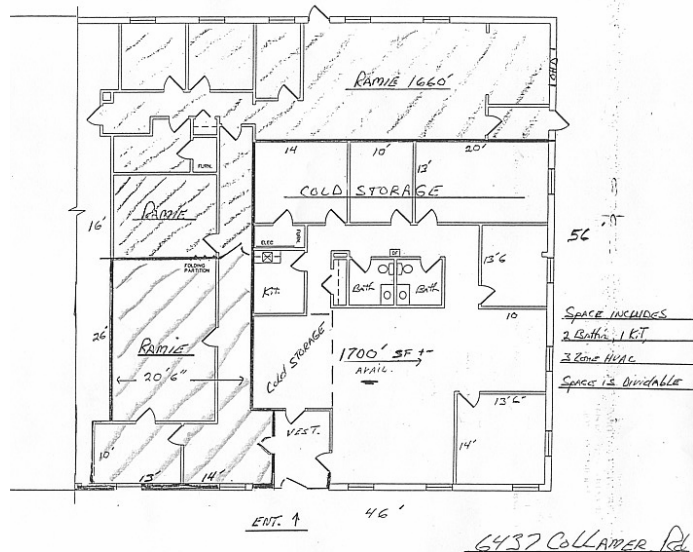 RAMIE 1660'
OHD
FURN.
14
10'
20'
13'
COLD STORAGE
RAMIE
16'
56'
ELEC
FURN.
FOLDING
PARTITION
Kit.
DF
Bath
Bath
13'6
10
SPACE INCLUDES
2 Baths, 1 KIT,
3 Zone HVAC
SPACE is DiviDABLE
26'
RAMIE
20'6"
Cold STORAGE
1700' SF +-
AVAIL.
13'6"
14'
VEST.
10'
13'
14'
ENT. ↑
46'
6437 COLLAMER Rd